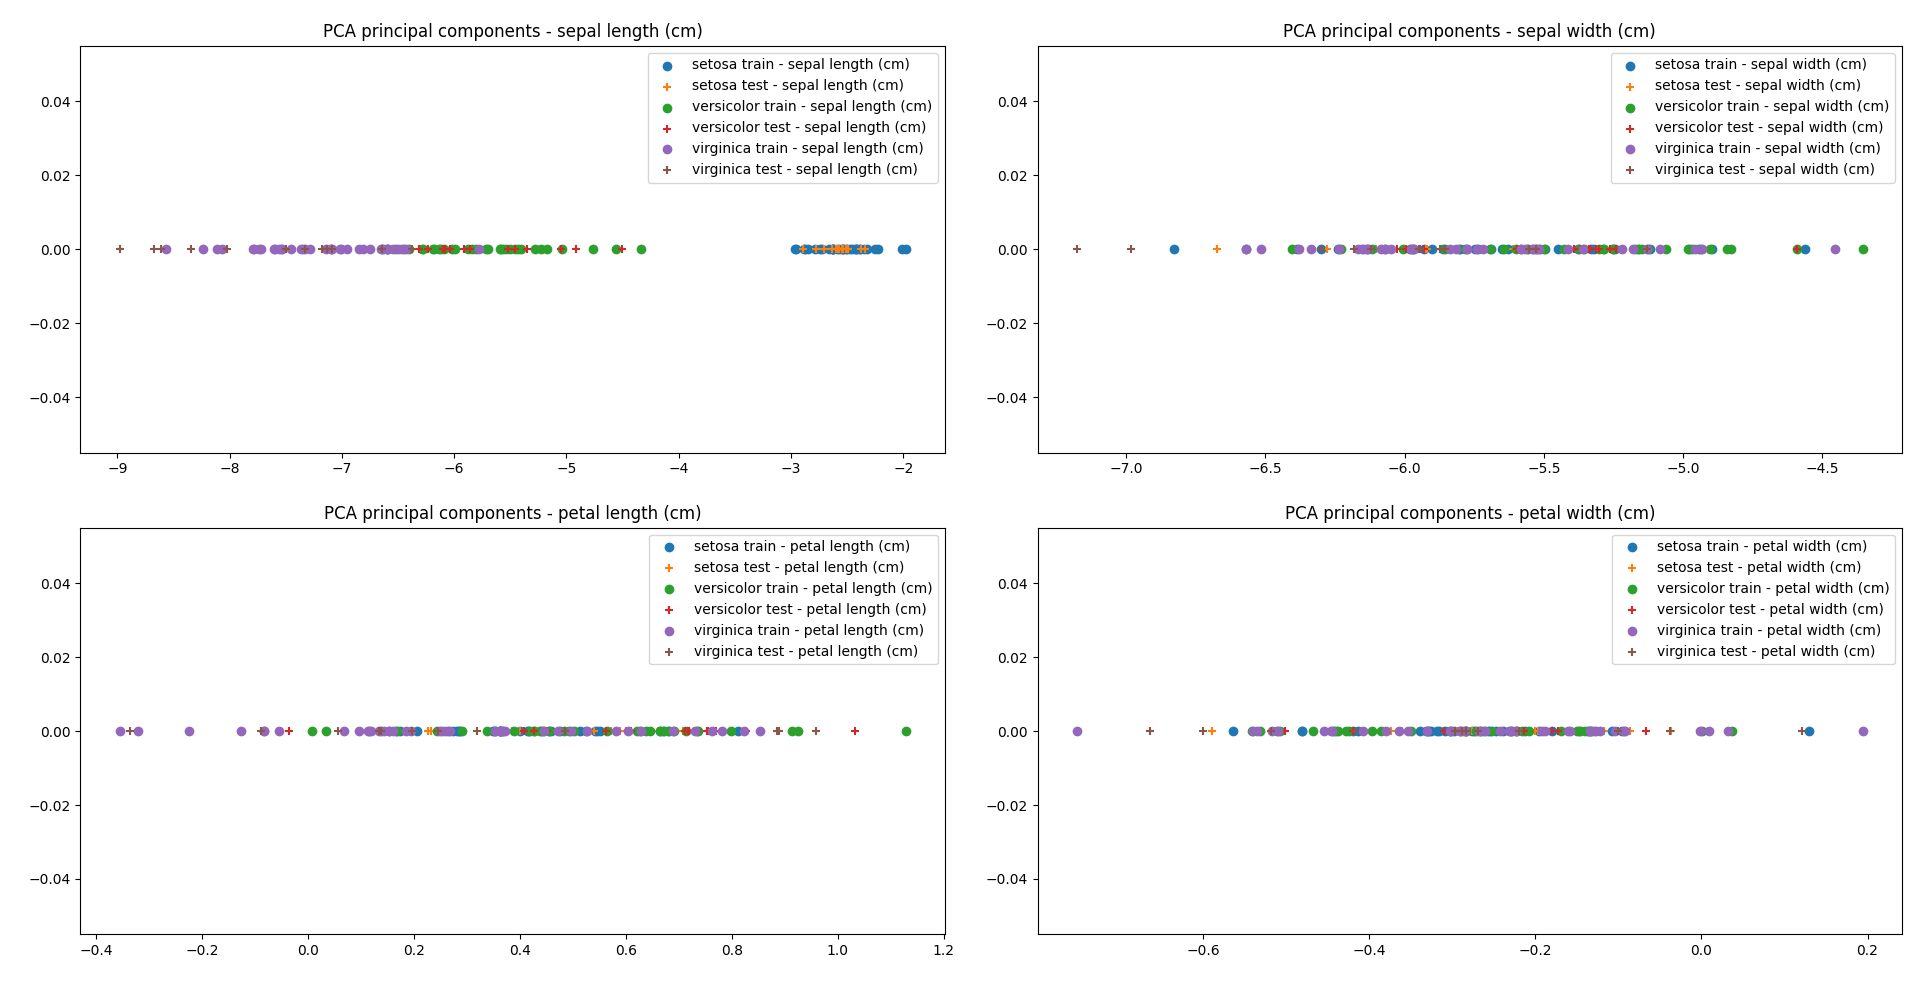 PCA principal components - sepal length (cm)
setosa train - sepal length (cm)
setosa test - sepal length (cm)
versicolor train - sepal length (cm)
versicolor test - sepal length (cm)
virginica train - sepal length (cm)
virginica test - sepal length (cm)
0.04
0.02
0.00
−0.02
−0.04
−9 −8 −7 −6 −5 −4 −3 −2
PCA principal components - sepal width (cm)
setosa train - sepal width (cm)
setosa test - sepal width (cm)
versicolor train - sepal width (cm)
versicolor test - sepal width (cm)
virginica train - sepal width (cm)
virginica test - sepal width (cm)
0.04
0.02
0.00
−0.02
−0.04
−7.0 −6.5 −6.0 −5.5 −5.0 −4.5
PCA principal components - petal length (cm)
setosa train - petal length (cm)
setosa test - petal length (cm)
versicolor train - petal length (cm)
versicolor test - petal length (cm)
virginica train - petal length (cm)
virginica test - petal length (cm)
0.04
0.02
0.00
−0.02
−0.04
−0.4 −0.2 0.0 0.2 0.4 0.6 0.8 1.0 1.2
PCA principal components - petal width (cm)
setosa train - petal width (cm)
setosa test - petal width (cm)
versicolor train - petal width (cm)
versicolor test - petal width (cm)
virginica train - petal width (cm)
virginica test - petal width (cm)
0.04
0.02
0.00
−0.02
−0.04
−0.6 −0.4 −0.2 0.0 0.2